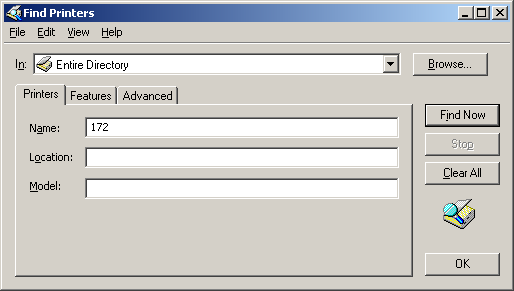 Find Printers
File Edit View Help
In: Entire Directory Browse...
Printers Features Advanced
Name: 172 Find Now
Location: Stop
Model: Clear All
OK